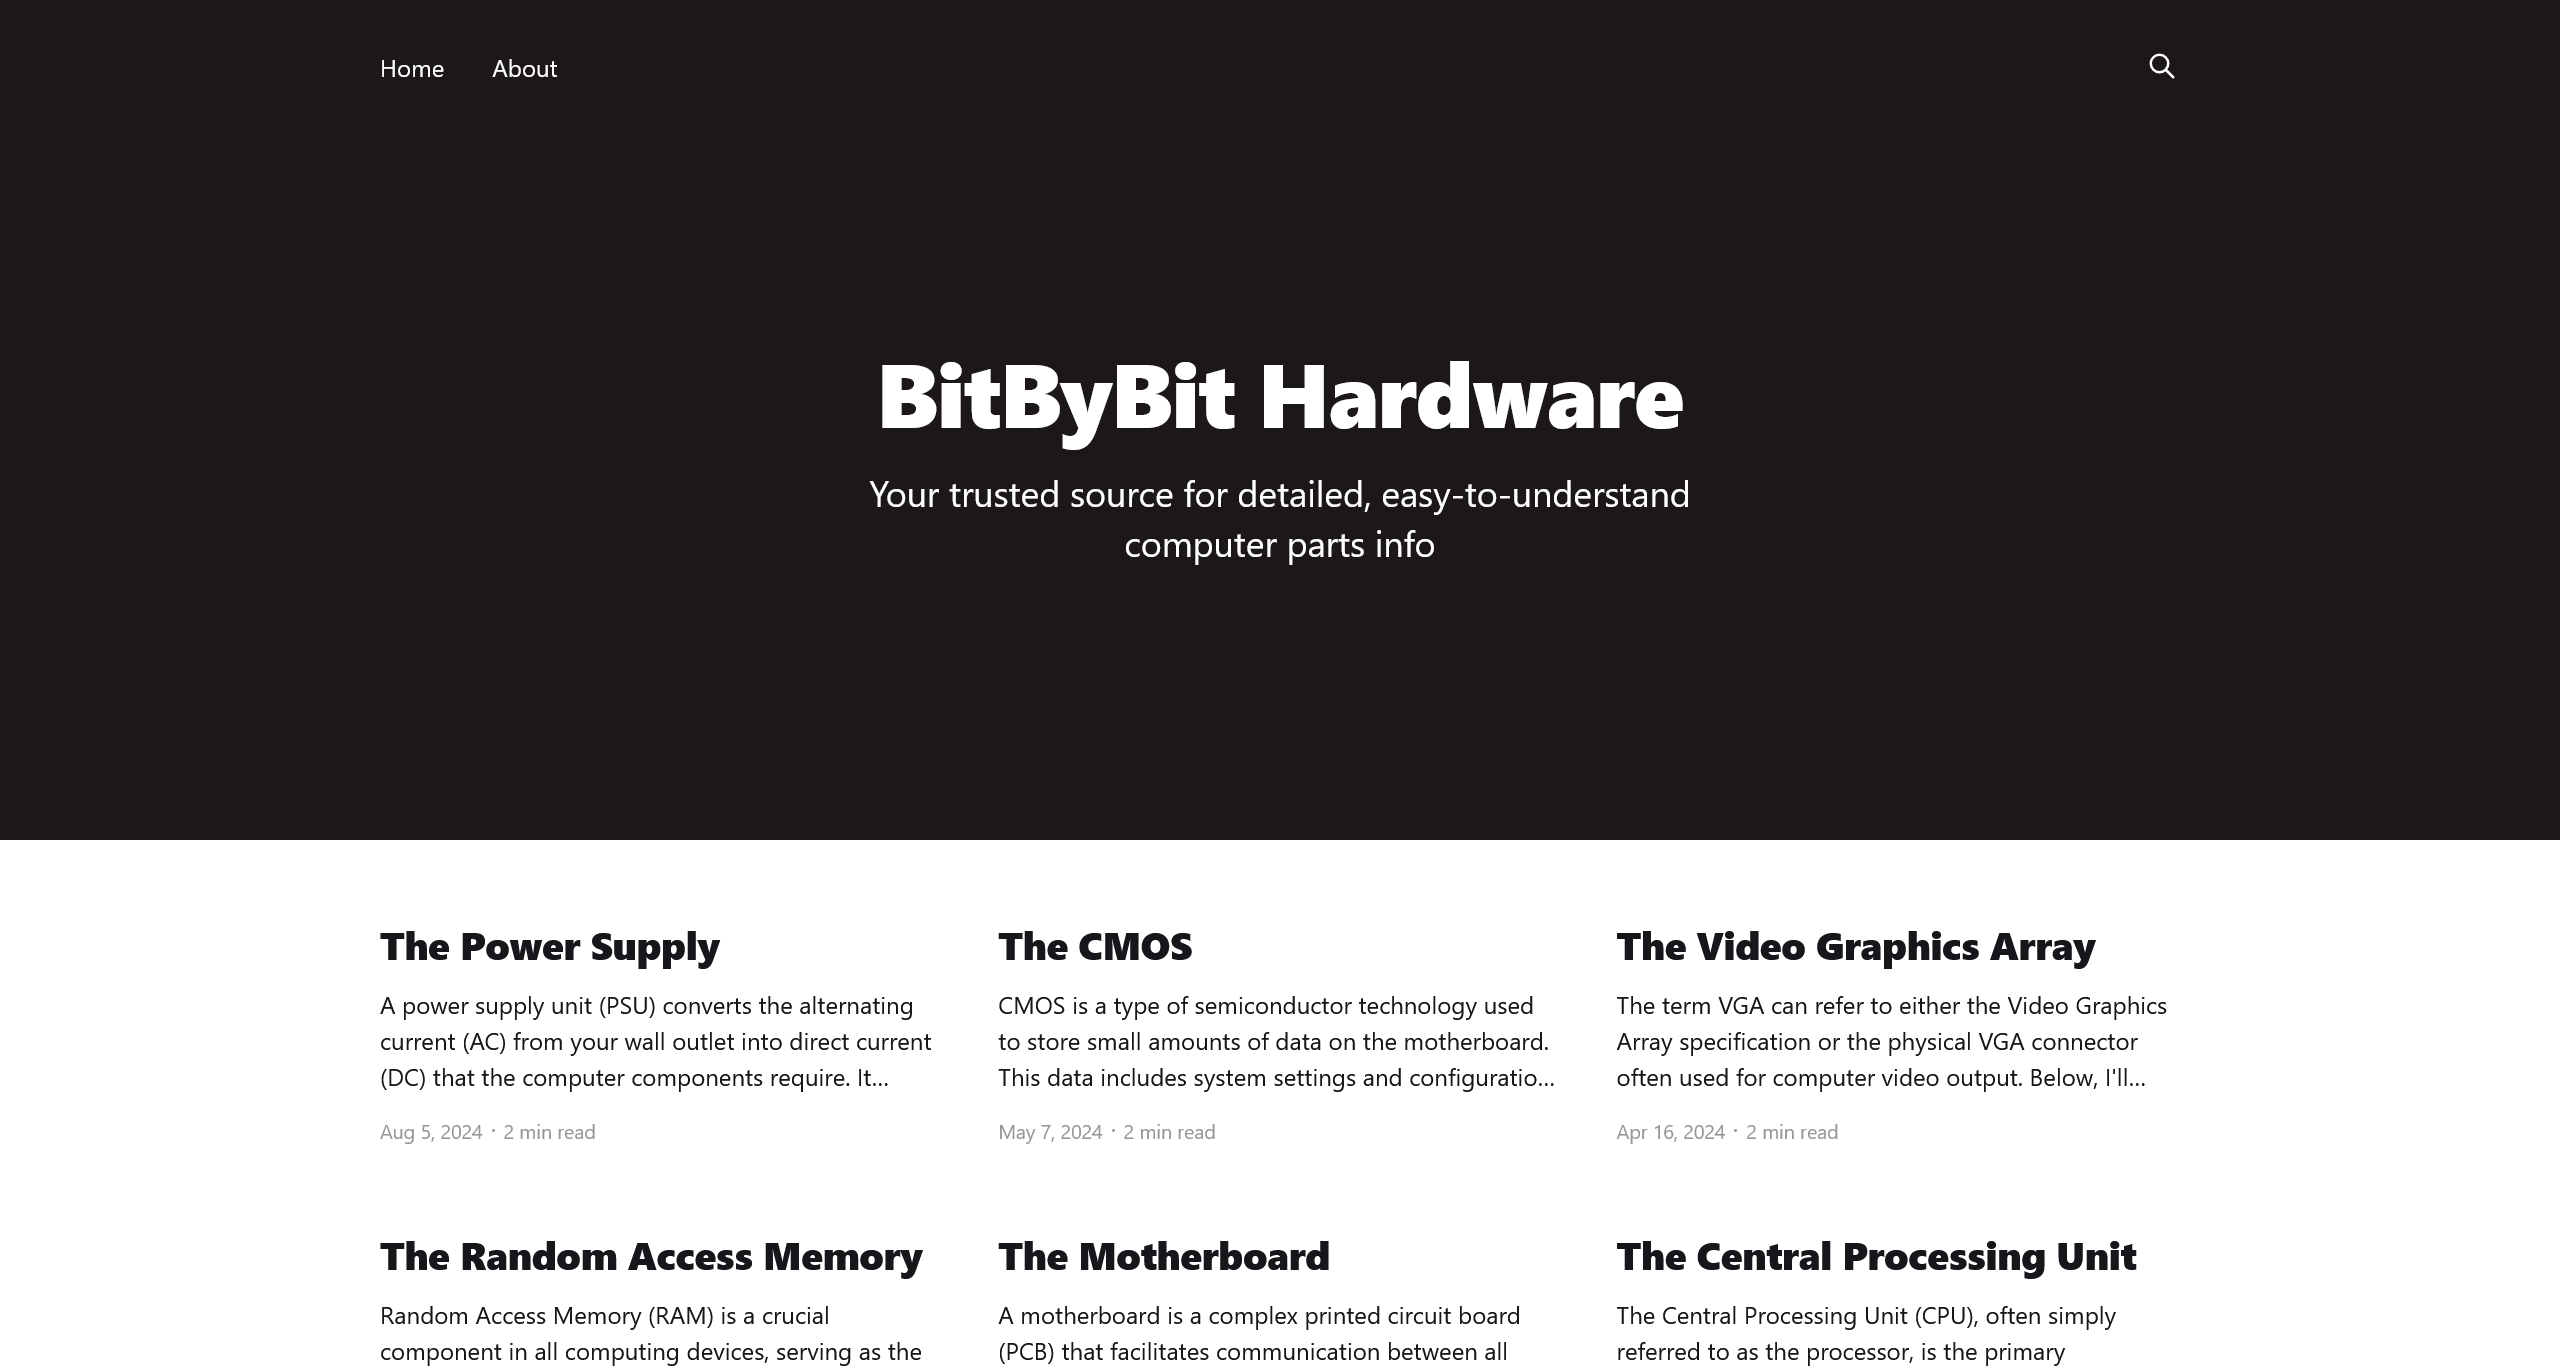 Home
About
BitByBit Hardware
Your trusted source for detailed, easy-to-understand
computer parts info
The Power Supply
A power supply unit (PSU) converts the alternating
current (AC) from your wall outlet into direct current
(DC) that the computer components require. It…
Aug 5, 2024 · 2 min read
The CMOS
CMOS is a type of semiconductor technology used
to store small amounts of data on the motherboard.
This data includes system settings and configuratio…
May 7, 2024 · 2 min read
The Video Graphics Array
The term VGA can refer to either the Video Graphics
Array specification or the physical VGA connector
often used for computer video output. Below, I'll…
Apr 16, 2024 · 2 min read
The Random Access Memory
Random Access Memory (RAM) is a crucial
component in all computing devices, serving as the
The Motherboard
A motherboard is a complex printed circuit board
(PCB) that facilitates communication between all
The Central Processing Unit
The Central Processing Unit (CPU), often simply
referred to as the processor, is the primary